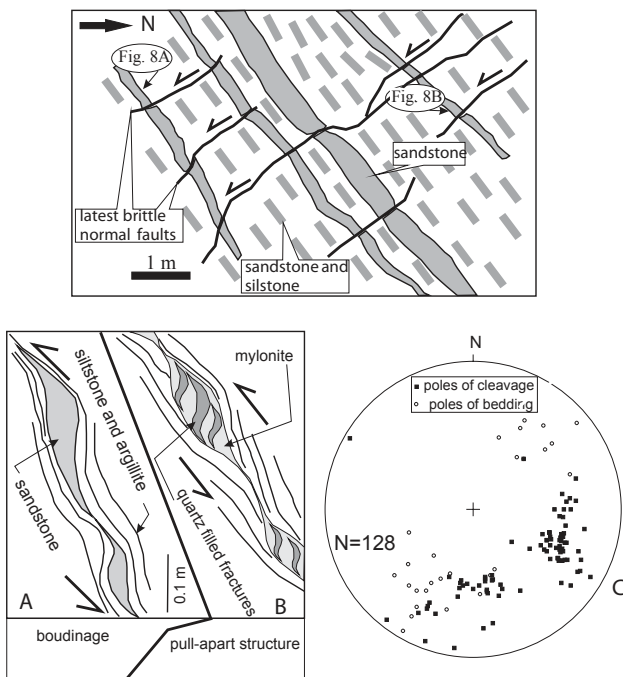 N
Fig. 8A
Fig. 8B
sandstone
latest brittle
normal faults
1 m
sandstone and
silstone
siltstone and argillite
mylonite
sandstone
quartz filled fractures
0.1 m
A
B
boudinage
pull-apart structure
N
poles of cleavage
poles of bedding
N=128
C